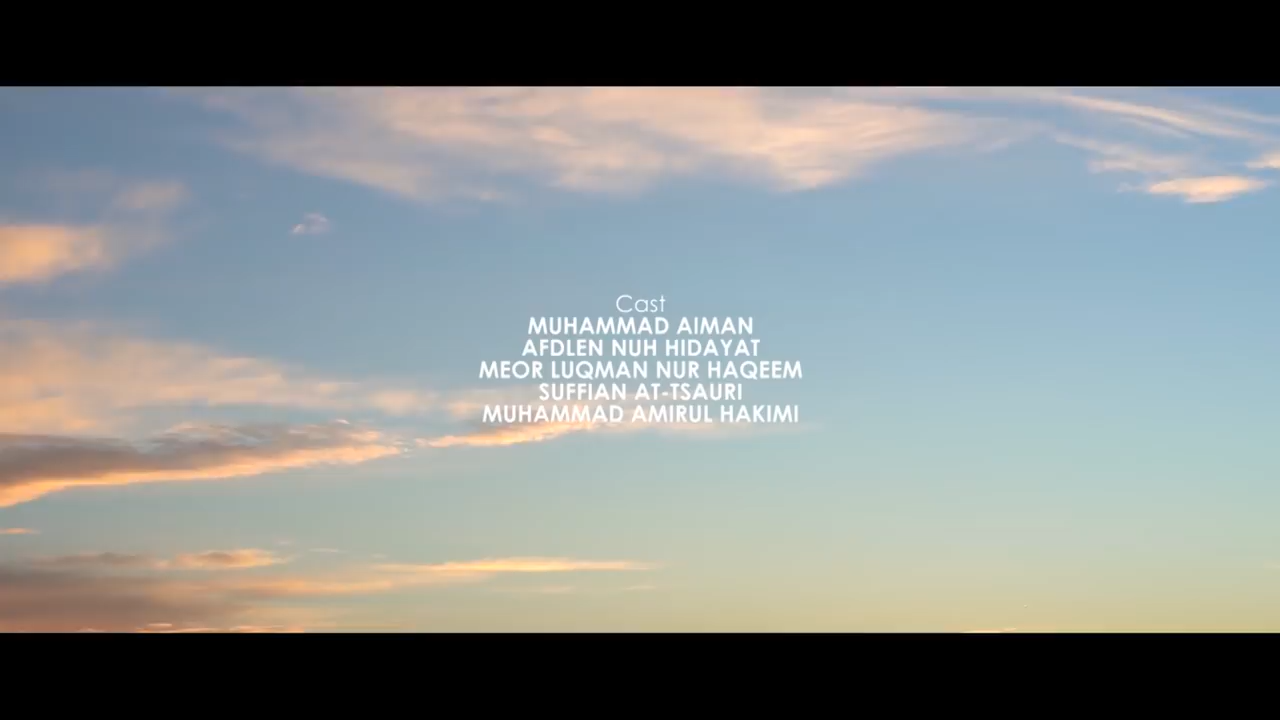 Cast
MUHAMMAD AIMAN
AFDLEN NUH HIDAYAT
MEOR LUQMAN NUR HAQEEM
SUFFIAN AT-TSAURI
MUHAMMAD AMIRUL HAKIMI